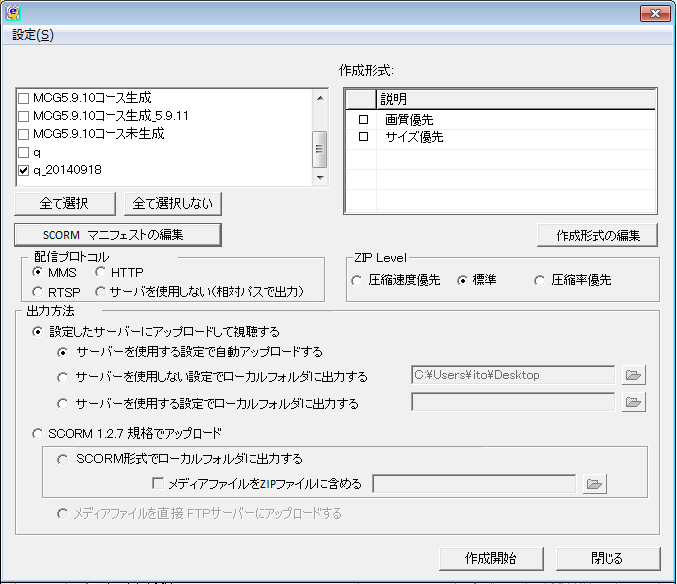 設定(S)
作成形式:
MCG5.9.10コース生成
MCG5.9.10コース生成_5.9.11
MCG5.9.10コース未生成
q
q_20140918
説明
画質優先
サイズ優先
全て選択
全て選択しない
SCORM マニフェストの編集
作成形式の編集
配信プロトコル
MMS
HTTP
RTSP
サーバを使用しない(相対パスで出力)
ZIP Level
圧縮速度優先
標準
圧縮率優先
出力方法
設定したサーバーにアップロードして視聴する
サーバーを使用する設定で自動アップロードする
サーバーを使用しない設定でローカルフォルダに出力する
C:¥Users¥ito¥Desktop
サーバーを使用する設定でローカルフォルダに出力する
SCORM 1.2.7 規格でアップロード
SCORM形式でローカルフォルダに出力する
メディアファイルをZIPファイルに含める
メディアファイルを直接 FTPサーバーにアップロードする
作成開始
閉じる